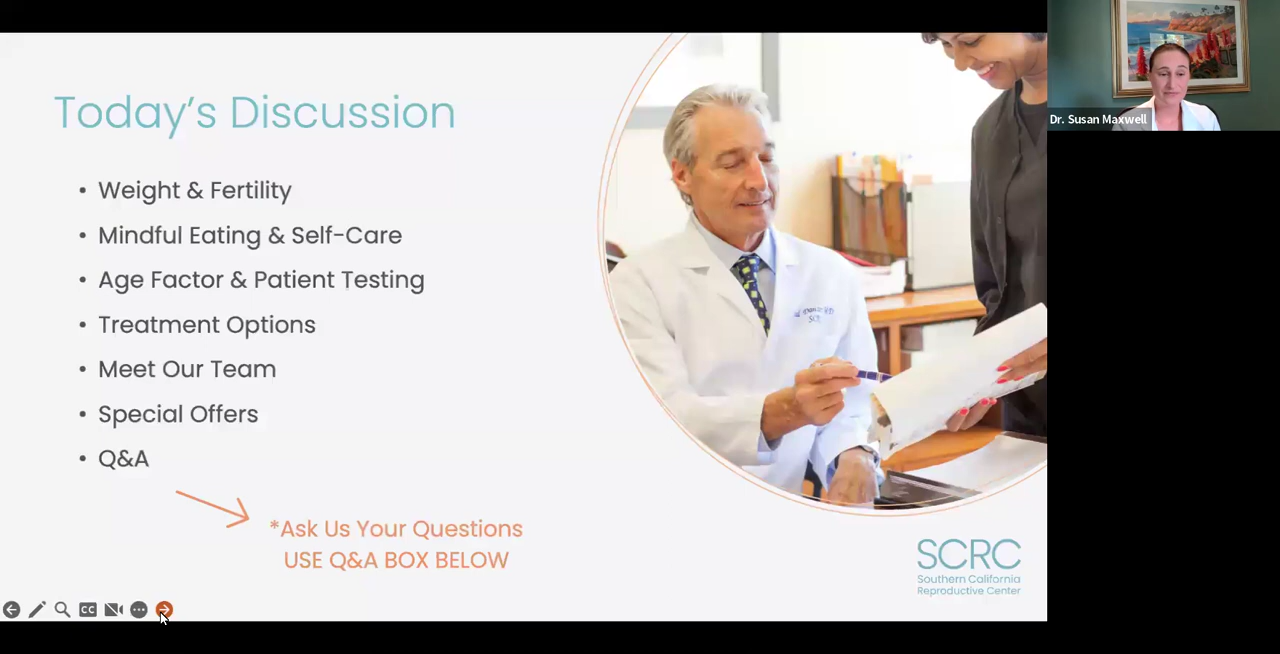 Today's Discussion
• Weight & Fertility
• Mindful Eating & Self-Care
• Age Factor & Patient Testing
• Treatment Options
• Meet Our Team
• Special Offers
• Q&A
*Ask Us Your Questions
USE Q&A BOX BELOW
SCRC
Southern California
Reproductive Center
CC
Dr. Susan Maxwell